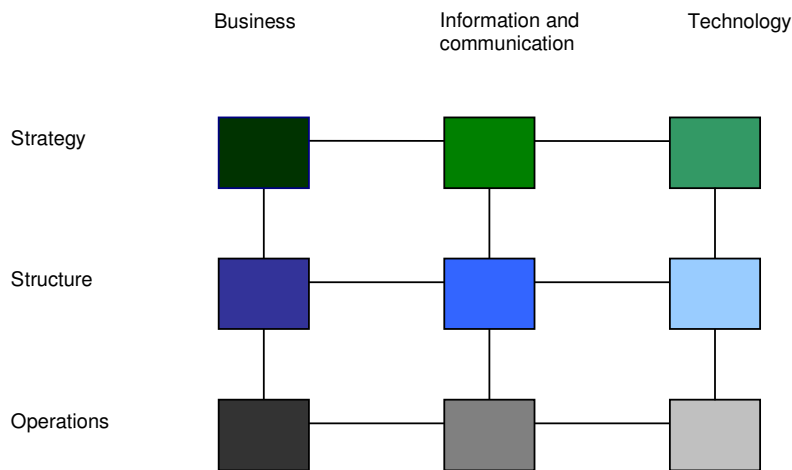 Business
Information and
communication
Technology
Strategy
Structure
Operations